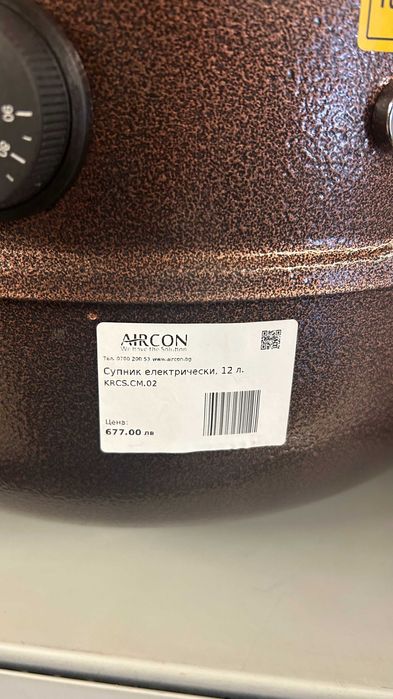 AIRCON
We have the Solution
Тел. 0700 200 53 www.aircon.bg
Супник електрически, 12 л.
KRCS.CM.02
Цена:
677.00 лв